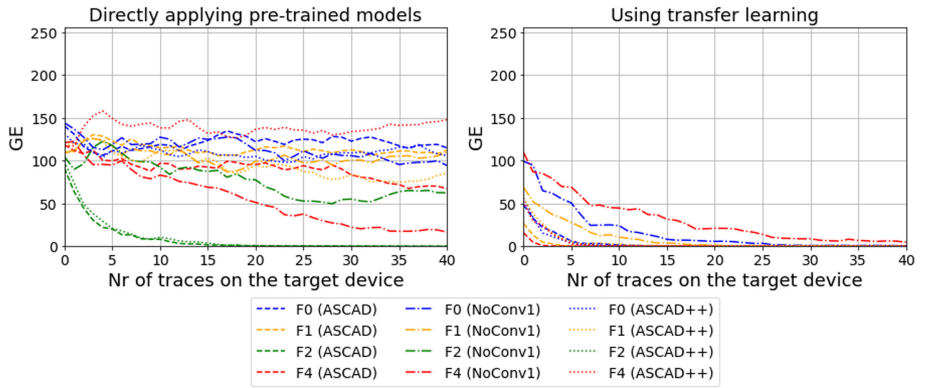 Directly applying pre-trained models
Using transfer learning
250
200
150
100
50
0
GE
0 5 10 15 20 25 30 35 40
Nr of traces on the target device
250
200
150
100
50
0
GE
0 5 10 15 20 25 30 35 40
Nr of traces on the target device
F0 (ASCAD) F0 (NoConv1) F0 (ASCAD++)
F1 (ASCAD) F1 (NoConv1) F1 (ASCAD++)
F2 (ASCAD) F2 (NoConv1) F2 (ASCAD++)
F4 (ASCAD) F4 (NoConv1) F4 (ASCAD++)